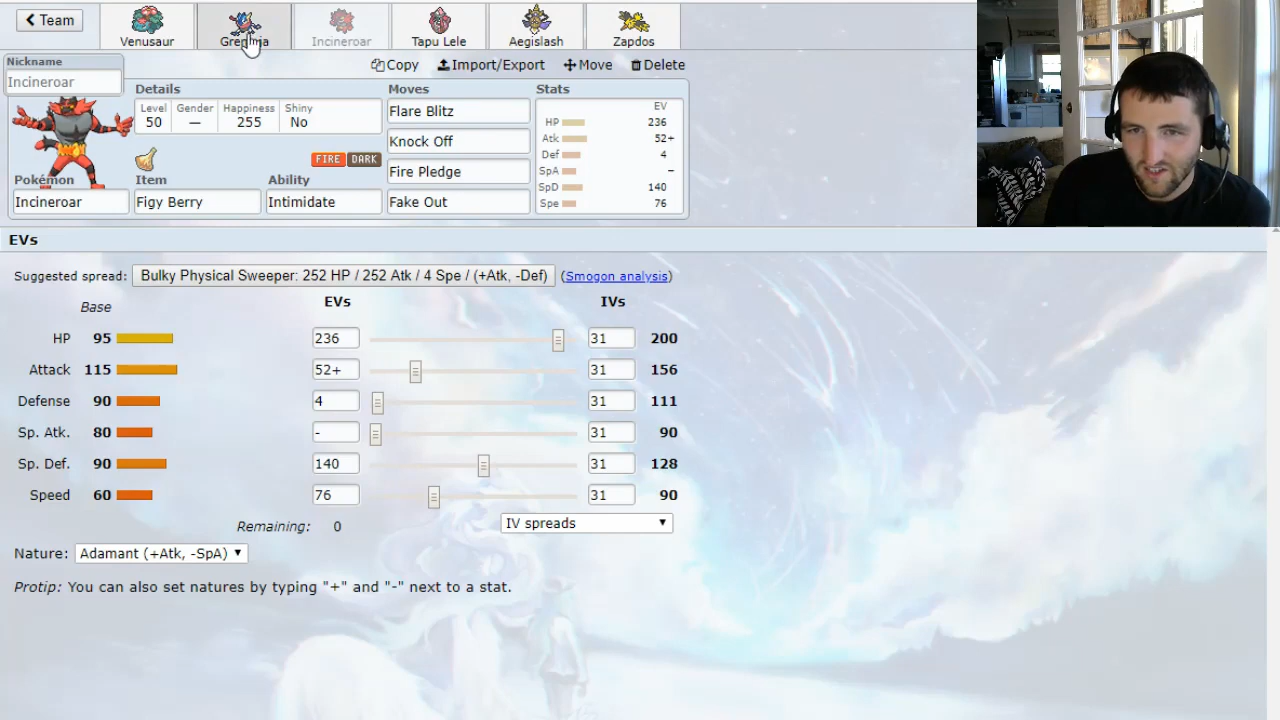 Team
Venusaur
Greninja
Incineroar
Tapu Lele
Aegislash
Zapdos
Copy Import/Export Move Delete
Nickname
Incineroar
Details
Level Gender Happiness Shiny
50 — 255 No
FIRE DARK
Pokémon Item Ability
Incineroar Figy Berry Intimidate
Moves
Flare Blitz
Knock Off
Fire Pledge
Fake Out
Stats
EV
HP 236
Atk 52+
Def 4
SpA –
SpD 140
Spe 76
EVs
Suggested spread: Bulky Physical Sweeper: 252 HP / 252 Atk / 4 Spe / (+Atk, -Def) (Smogon analysis)
Base EVs IVs
HP 95 236 31 200
Attack 115 52+ 31 156
Defense 90 4 31 111
Sp. Atk. 80 - 31 90
Sp. Def. 90 140 31 128
Speed 60 76 31 90
Remaining: 0 IV spreads
Nature: Adamant (+Atk, -SpA)
Protip: You can also set natures by typing "+" and "-" next to a stat.